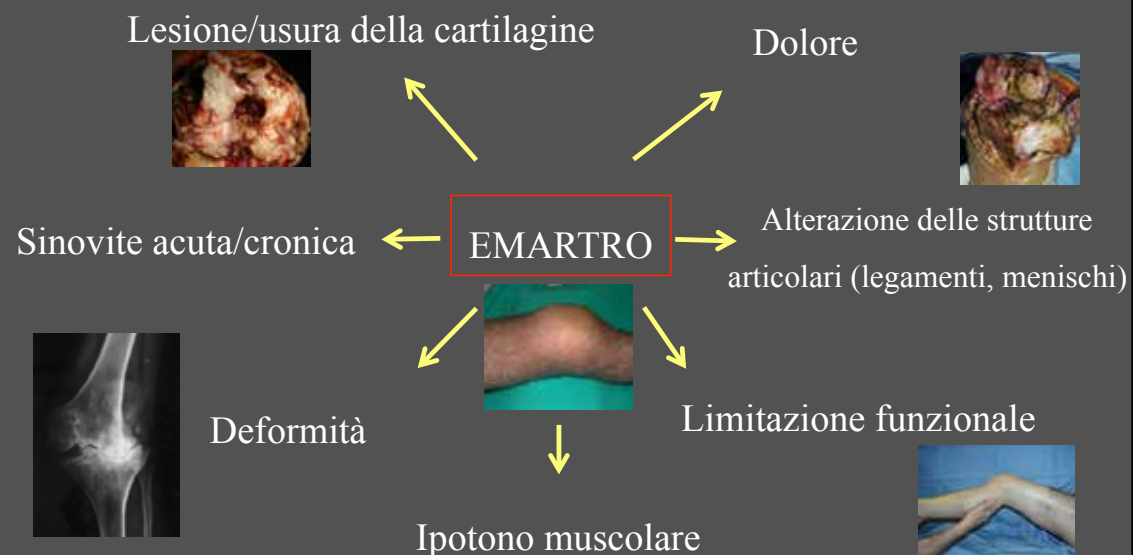 Lesione/usura della cartilagine
Dolore
Sinovite acuta/cronica
EMARTRO
Alterazione delle strutture
articolari (legamenti, menischi)
Deformità
Limitazione funzionale
Ipotono muscolare